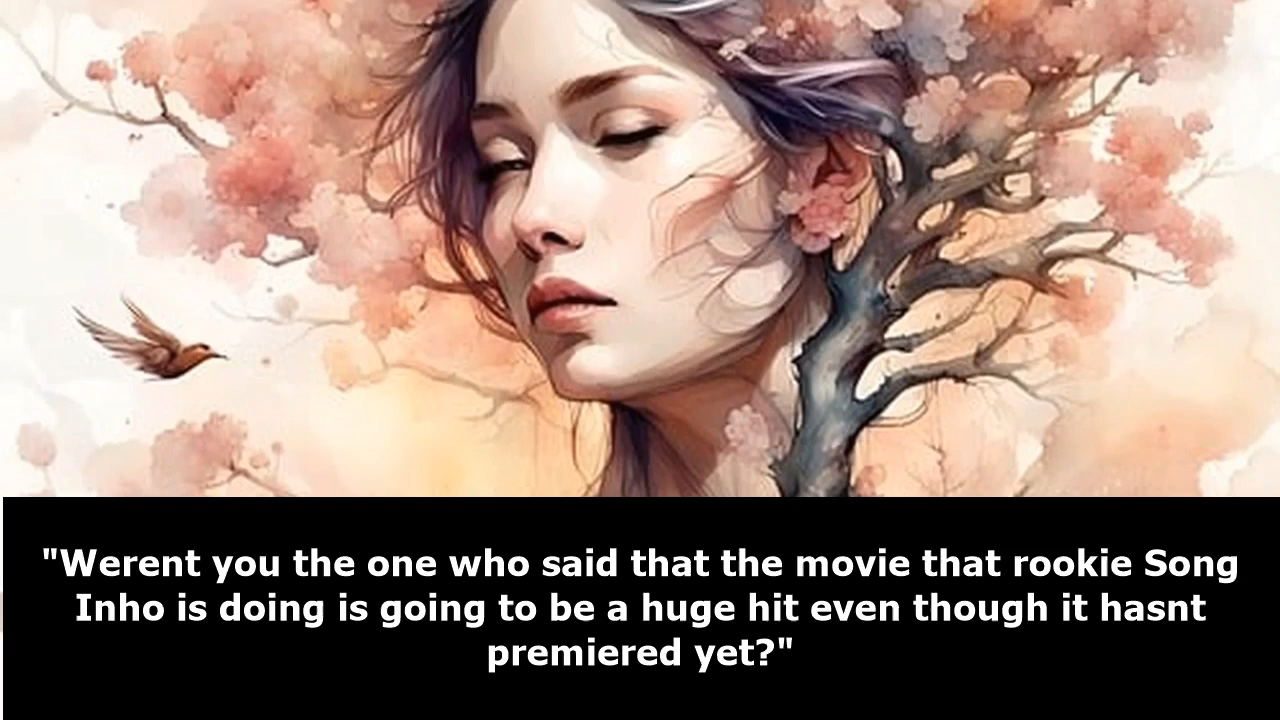 "Werent you the one who said that the movie that rookie Song
Inho is doing is going to be a huge hit even though it hasnt
premiered yet?"